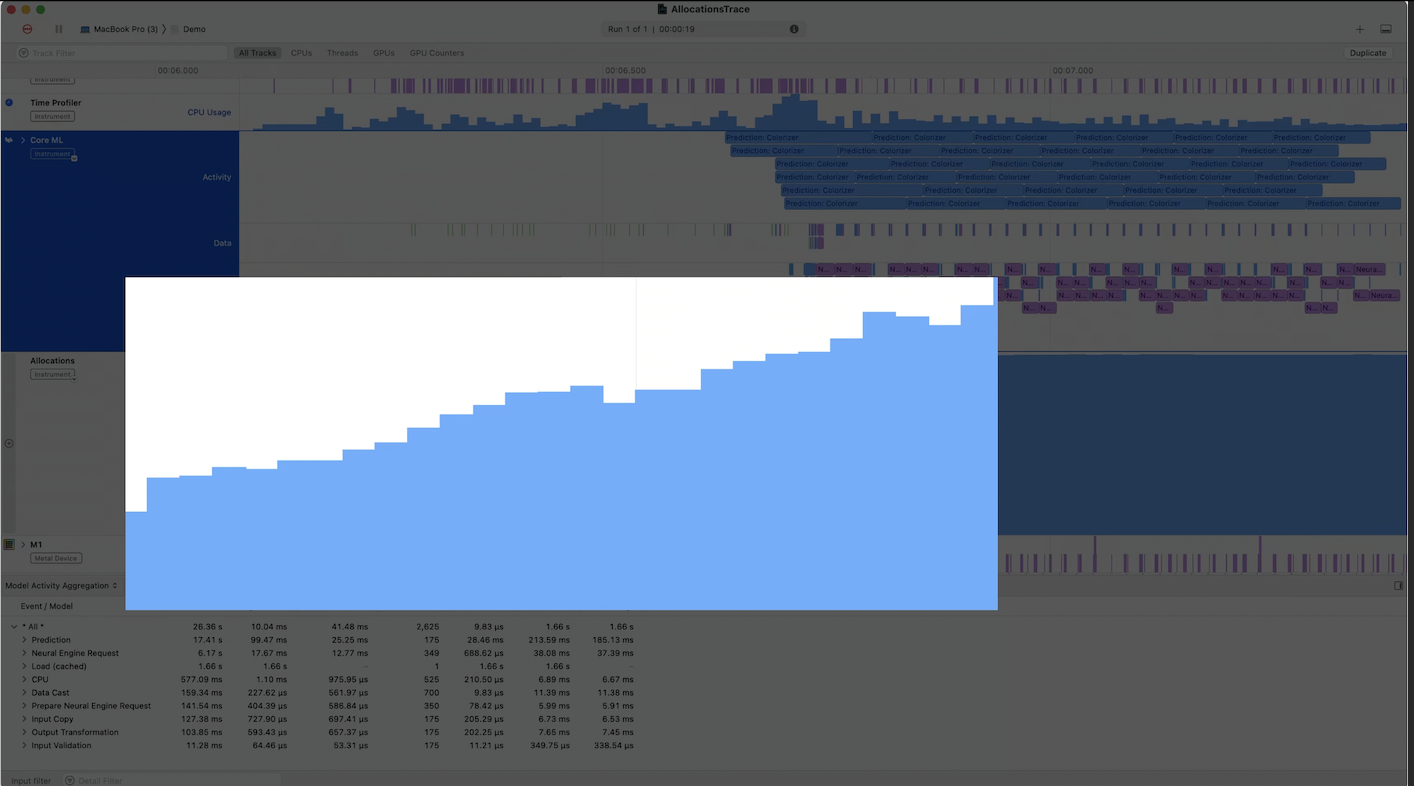 AllocationsTrace
MacBook Pro (3) Demo
Run 1 of 1 | 00:00:19
Track Filter
All Tracks CPUs Threads GPUs GPU Counters
Duplicate
00:06.000 00:06.500 00:07.000
Instrument
Time Profiler
Instrument
CPU Usage
Core ML
Instrument
Activity
Prediction: Colorizer Prediction: Colorizer Prediction: Colorizer Prediction: Colorizer Prediction: Colorizer Prediction: Colorizer
Prediction: Colorizer Prediction: Colorizer Prediction: Colorizer Prediction: Colorizer Prediction: Colorizer Prediction: Colorizer
Prediction: Colorizer Prediction: Colorizer Prediction: Colorizer Prediction: Colorizer Prediction: Colorizer Prediction: Colorizer
Prediction: Colorizer Prediction: Colorizer Prediction: Colorizer Prediction: Colorizer Prediction: Colorizer Prediction: Colorizer
Prediction: Colorizer Prediction: Colorizer Prediction: Colorizer Prediction: Colorizer Prediction: Colorizer
Prediction: Colorizer Prediction: Colorizer Prediction: Colorizer Prediction: Colorizer Prediction: Colorizer Prediction: Colorizer
Data
Allocations
Instrument
M1
Metal Device
Model Activity Aggregation
Event / Model
* All * 26.36 s 10.04 ms 41.48 ms 2,625 9.83 µs 1.66 s 1.66 s
Prediction 17.41 s 99.47 ms 25.25 ms 175 28.46 ms 213.59 ms 185.13 ms
Neural Engine Request 6.17 s 17.67 ms 12.77 ms 349 688.62 µs 38.08 ms 37.39 ms
Load (cached) 1.66 s 1.66 s - 1 1.66 s 1.66 s -
CPU 577.09 ms 1.10 ms 975.95 µs 525 210.50 µs 6.89 ms 6.67 ms
Data Cast 159.34 ms 227.62 µs 561.97 µs 700 9.83 µs 11.39 ms 11.38 ms
Prepare Neural Engine Request 141.54 ms 404.39 µs 586.84 µs 350 78.42 µs 5.99 ms 5.91 ms
Input Copy 127.38 ms 727.90 µs 697.41 µs 175 205.29 µs 6.73 ms 6.53 ms
Output Transformation 103.85 ms 593.43 µs 657.37 µs 175 202.25 µs 7.65 ms 7.45 ms
Input Validation 11.28 ms 64.46 µs 53.31 µs 175 11.21 µs 349.75 µs 338.54 µs
input filter Detail Filter